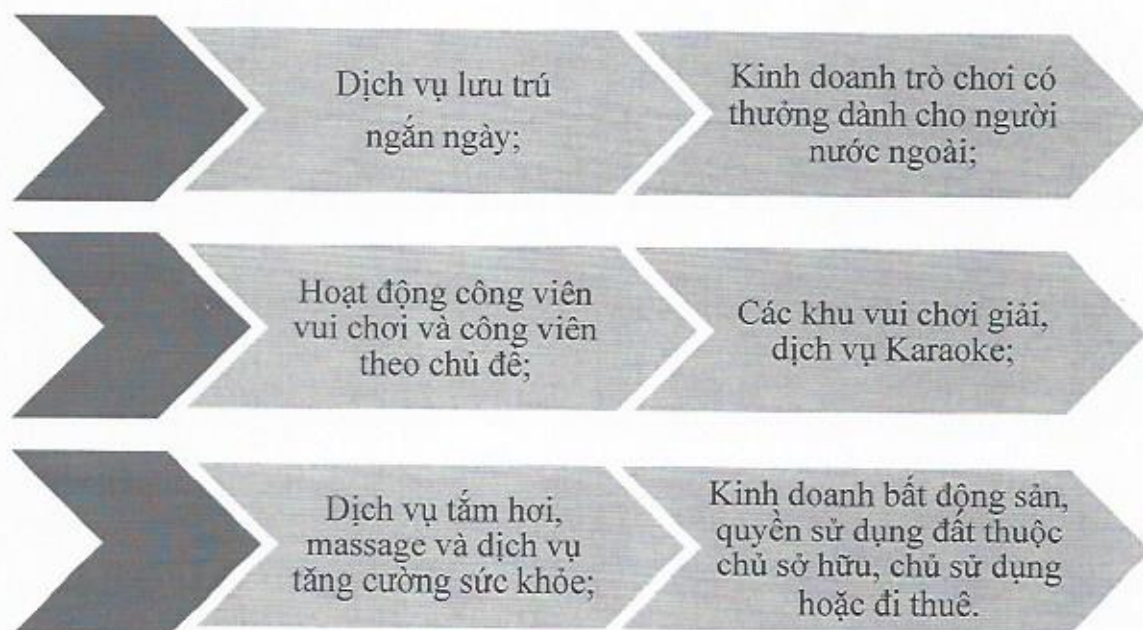 Dịch vụ lưu trú
ngắn ngày;
Kinh doanh trò chơi có
thưởng dành cho người
nước ngoài;
Hoạt động công viên
vui chơi và công viên
theo chủ đề;
Các khu vui chơi giải,
dịch vụ Karaoke;
Dịch vụ tắm hơi,
massage và dịch vụ
tăng cường sức khỏe;
Kinh doanh bất động sản,
quyền sử dụng đất thuộc
chủ sở hữu, chủ sử dụng
hoặc đi thuê.